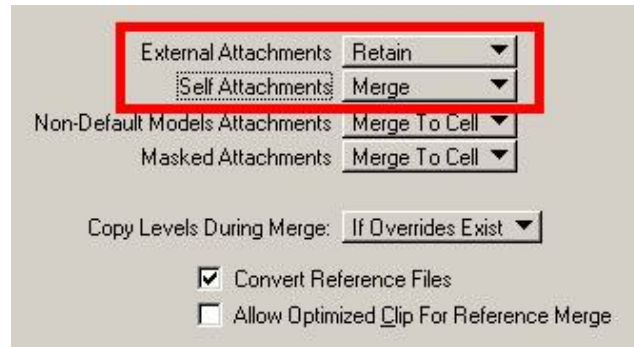 External Attachments Retain
Self Attachments Merge
Non-Default Models Attachments Merge To Cell
Masked Attachments Merge To Cell
Copy Levels During Merge: If Overrides Exist
Convert Reference Files
Allow Optimized Clip For Reference Merge